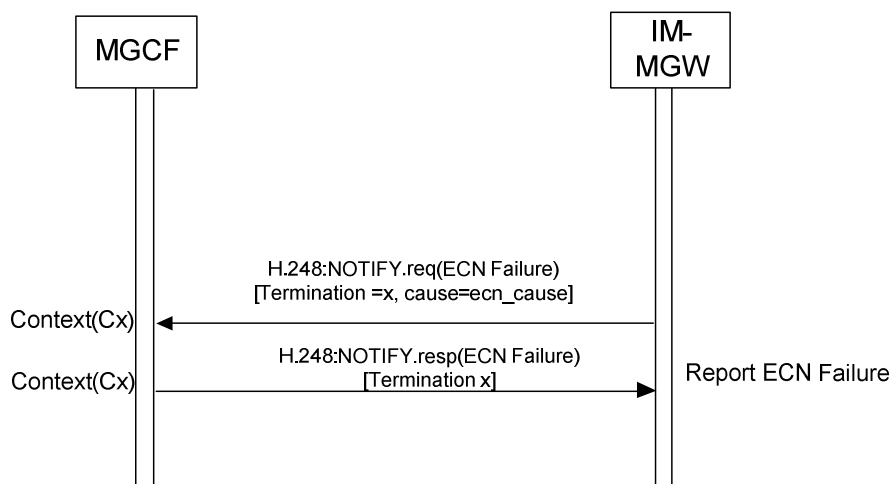 MGCF
IM-
MGW
H.248:NOTIFY.req(ECN Failure)
[Termination =x, cause=ecn_cause]
Context(Cx)
H.248:NOTIFY.resp(ECN Failure)
[Termination x]
Context(Cx)
Report ECN Failure